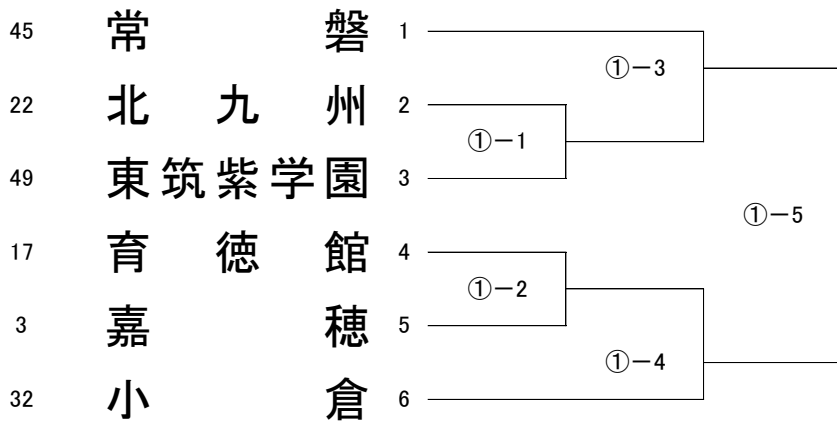 45 常磐 1
①－3
22 北九州 2
①－1
49 東筑紫学園 3
①－5
17 育徳館 4
①－2
3 嘉穂 5
①－4
32 小倉 6